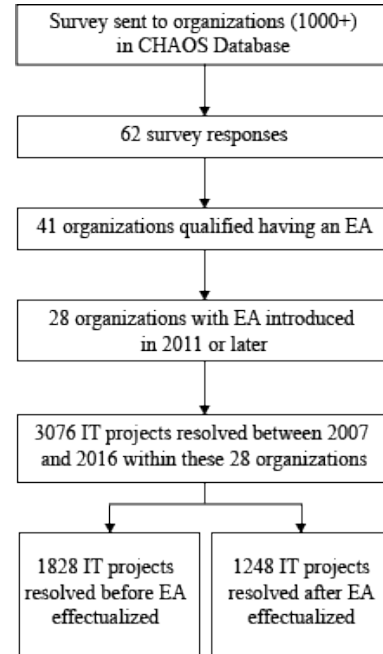 Survey sent to organizations (1000+)
in CHAOS Database
62 survey responses
41 organizations qualified having an EA
28 organizations with EA introduced
in 2011 or later
3076 IT projects resolved between 2007
and 2016 within these 28 organizations
1828 IT projects
resolved before EA
effectualized
1248 IT projects
resolved after EA
effectualized